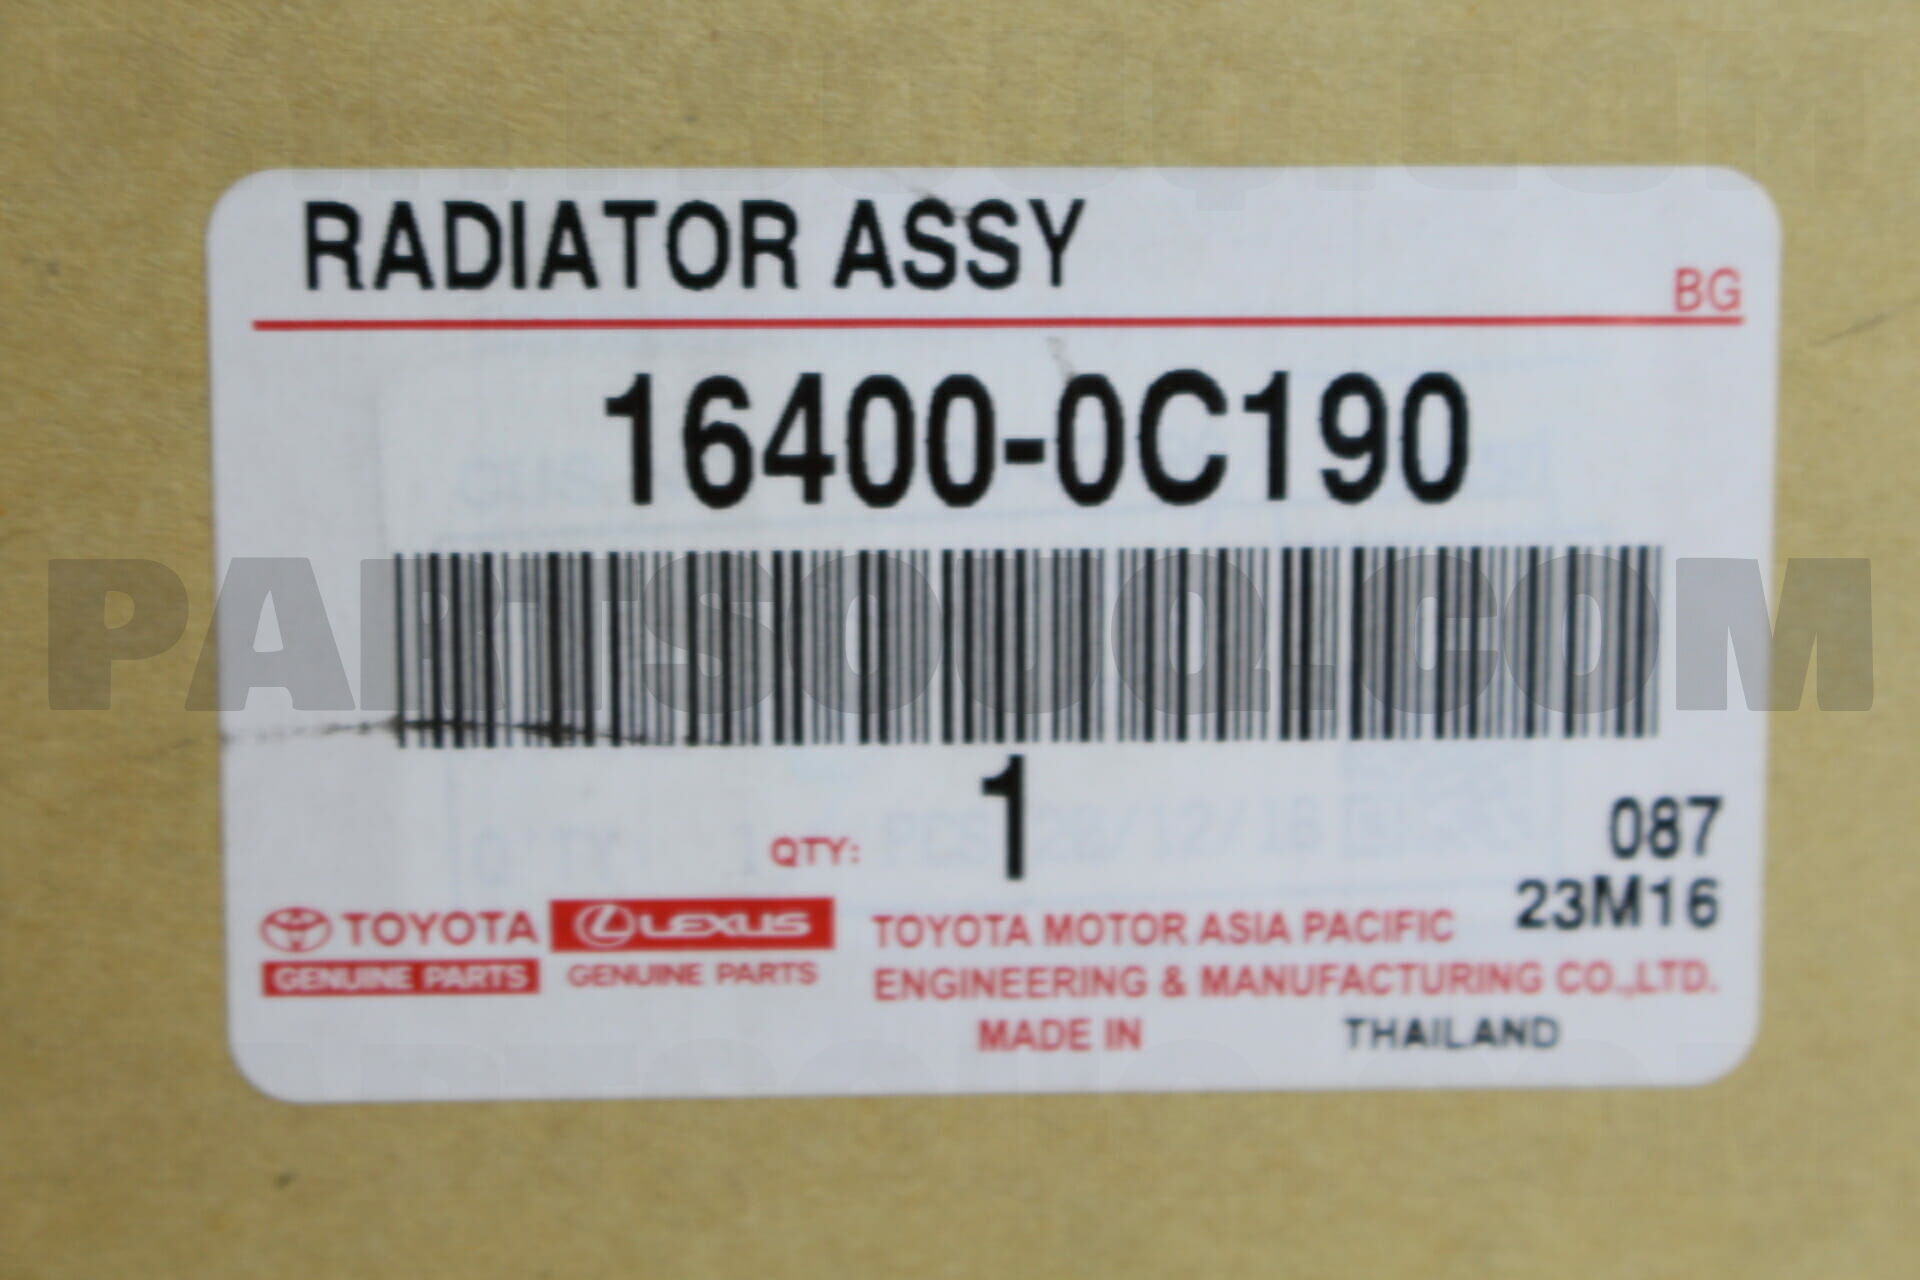 RADIATOR ASSY
BG
16400-0C190
PARTSOUQ.COM
1
QTY:
087
23M16
TOYOTA
GENUINE PARTS
LEXUS
GENUINE PARTS
TOYOTA MOTOR ASIA PACIFIC
ENGINEERING & MANUFACTURING CO.,LTD.
MADE IN THAILAND